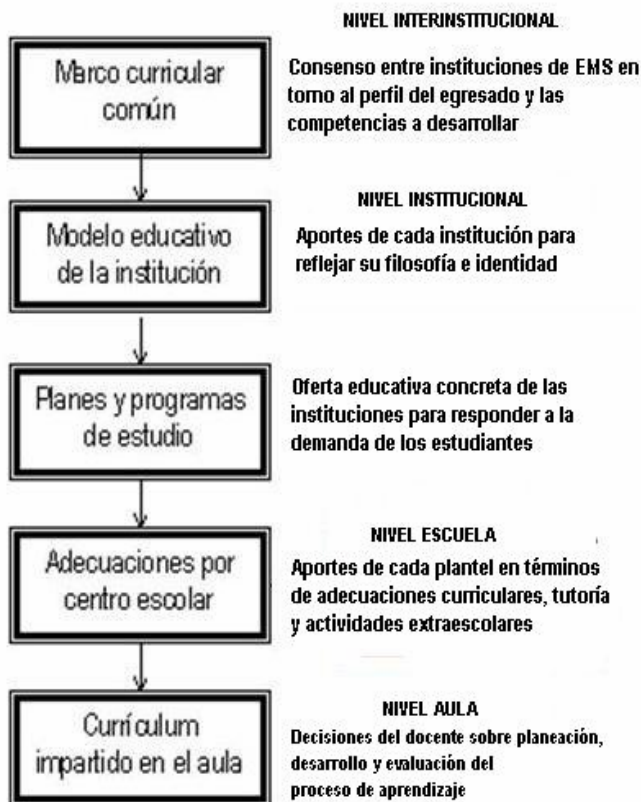 NIVEL INTERINSTITUCIONAL
Marco curricular
común
Consenso entre instituciones de EMS en
torno al perfil del egresado y las
competencias a desarrollar
NIVEL INSTITUCIONAL
Modelo educativo
de la institución
Aportes de cada institución para
reflejar su filosofía e identidad
Planes y programas
de estudio
Oferta educativa concreta de las
instituciones para responder a la
demanda de los estudiantes
NIVEL ESCUELA
Adecuaciones por
centro escolar
Aportes de cada plantel en términos
de adecuaciones curriculares, tutoría
y actividades extraescolares
NIVEL AULA
Currículum
impartido en el aula
Decisiones del docente sobre planeación,
desarrollo y evaluación del
proceso de aprendizaje